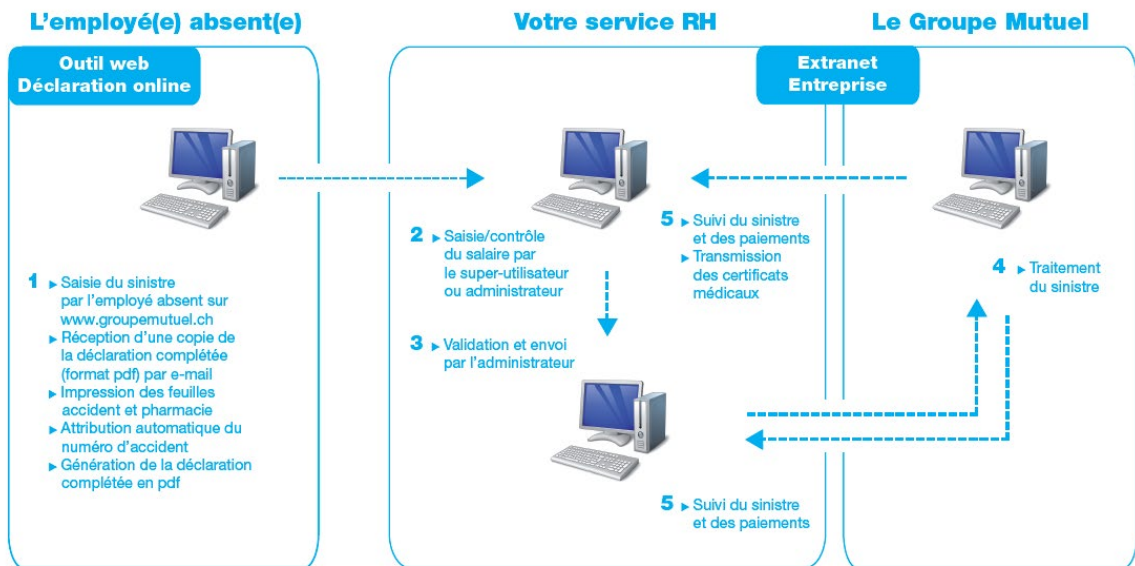 L'employé(e) absent(e)
Outil web
Déclaration online
1 ▸ Saisie du sinistre
par l'employé absent sur
www.groupemutuel.ch
▸ Réception d'une copie de
la déclaration complétée
(format pdf) par e-mail
▸ Impression des feuilles
accident et pharmacie
▸ Attribution automatique du
numéro d'accident
▸ Génération de la déclaration
complétée en pdf
Votre service RH
Extranet
Entreprise
2 ▸ Saisie/contrôle
du salaire par
le super-utilisateur
ou administrateur
5 ▸ Suivi du sinistre
et des paiements
▸ Transmission
des certificats
médicaux
3 ▸ Validation et envoi
par l'administrateur
5 ▸ Suivi du sinistre
et des paiements
Le Groupe Mutuel
4 ▸ Traitement
du sinistre